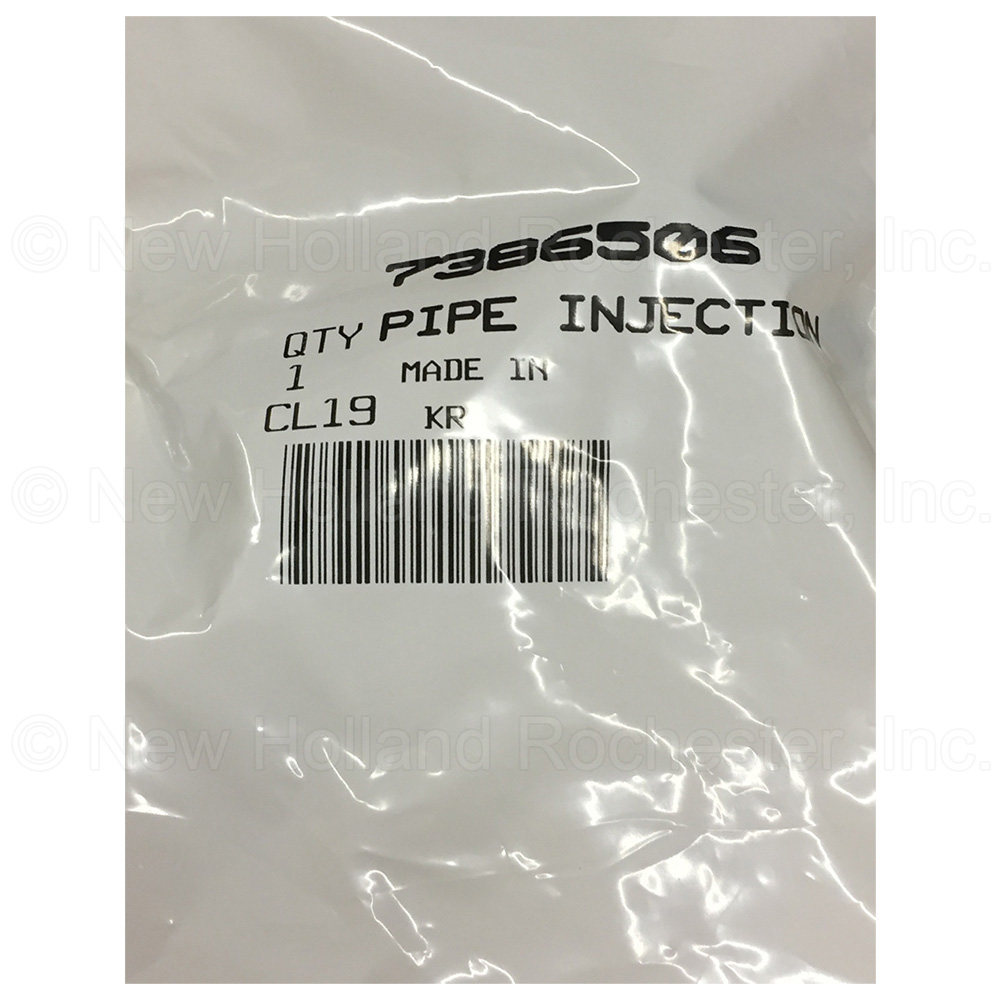 7386506
PIPE INJECTION
QTY
1 MADE IN
CL19 KR
© New Holland Rochester, Inc.
© New Holland Rochester, Inc.
© New Holland Rochester, Inc.